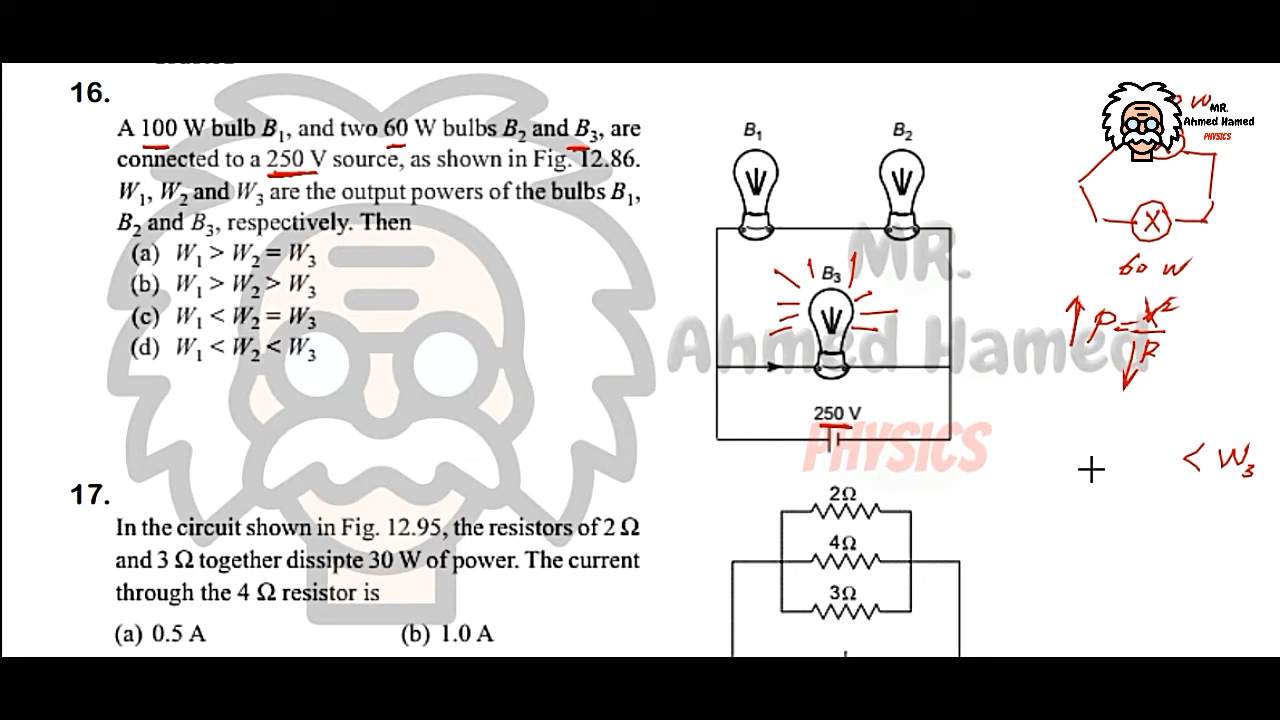 16.
A 100 W bulb B₁, and two 60 W bulbs B₂ and B₃, are
connected to a 250 V source, as shown in Fig. 12.86.
W₁, W₂ and W₃ are the output powers of the bulbs B₁,
B₂ and B₃, respectively. Then
(a) W₁ > W₂ = W₃
(b) W₁ > W₂ > W₃
(c) W₁ < W₂ = W₃
(d) W₁ < W₂ < W₃
B₁
B₂
B₃
250 V
MR.
Ahmed Hamed
PHYSICS
W
MR.
Ahmed Hamed
PHYSICS
X
60 W
P = V²
R
< W₃
17.
In the circuit shown in Fig. 12.95, the resistors of 2 Ω
and 3 Ω together dissipte 30 W of power. The current
through the 4 Ω resistor is
(a) 0.5 A (b) 1.0 A
2Ω
4Ω
3Ω